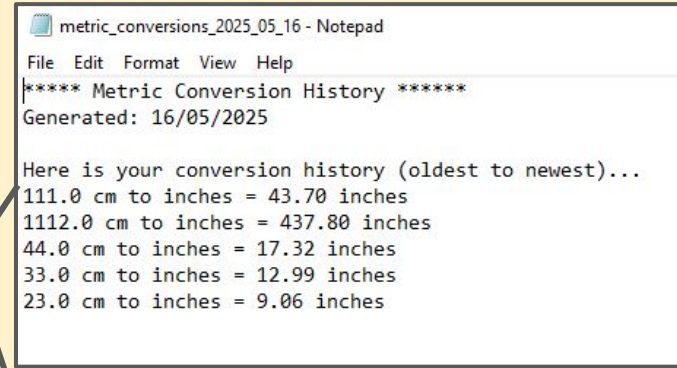 metric_conversions_2025_05_16 - Notepad
File Edit Format View Help
***** Metric Conversion History ******
Generated: 16/05/2025
Here is your conversion history (oldest to newest)...
111.0 cm to inches = 43.70 inches
1112.0 cm to inches = 437.80 inches
44.0 cm to inches = 17.32 inches
33.0 cm to inches = 12.99 inches
23.0 cm to inches = 9.06 inches